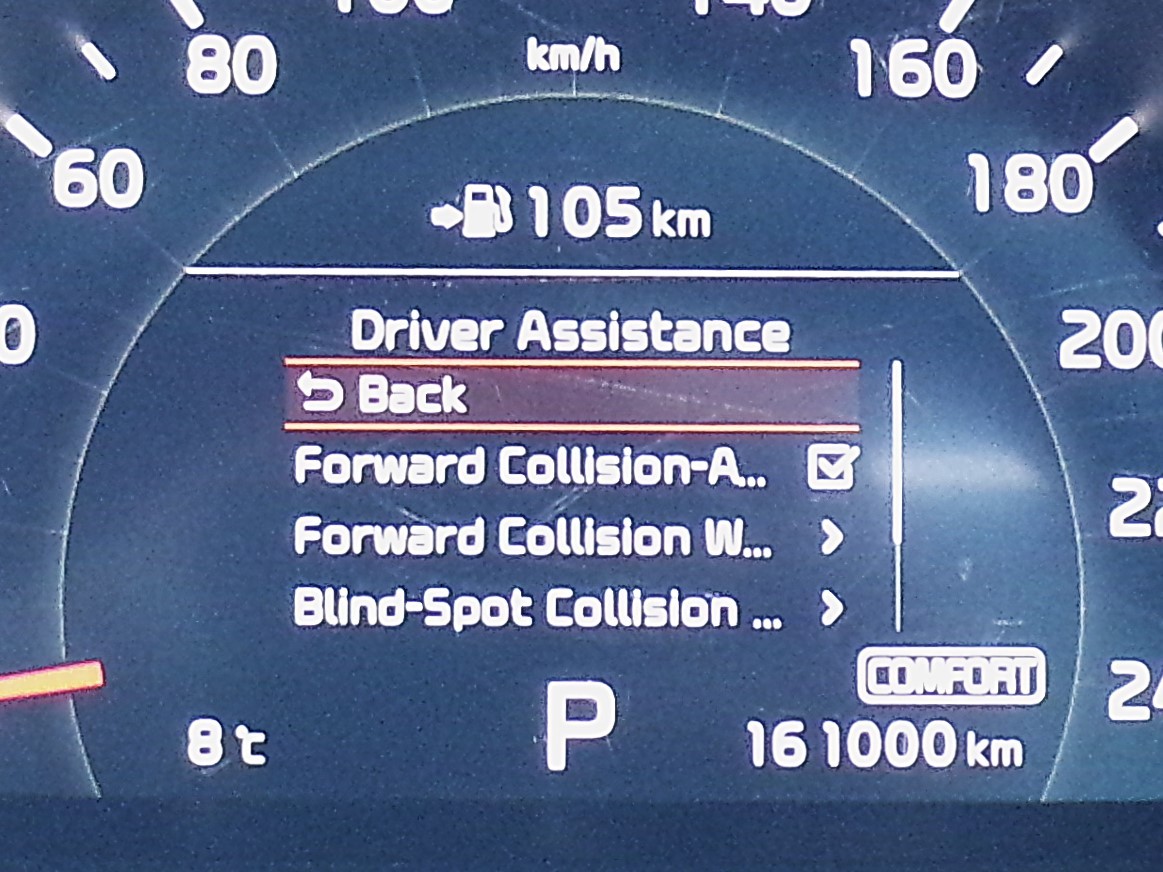 80
km/h
160
60
180
105 km
Driver Assistance
200
Back
Forward Collision-A...
Forward Collision W...
Blind-Spot Collision ...
COMFORT
P
8℃
161000 km